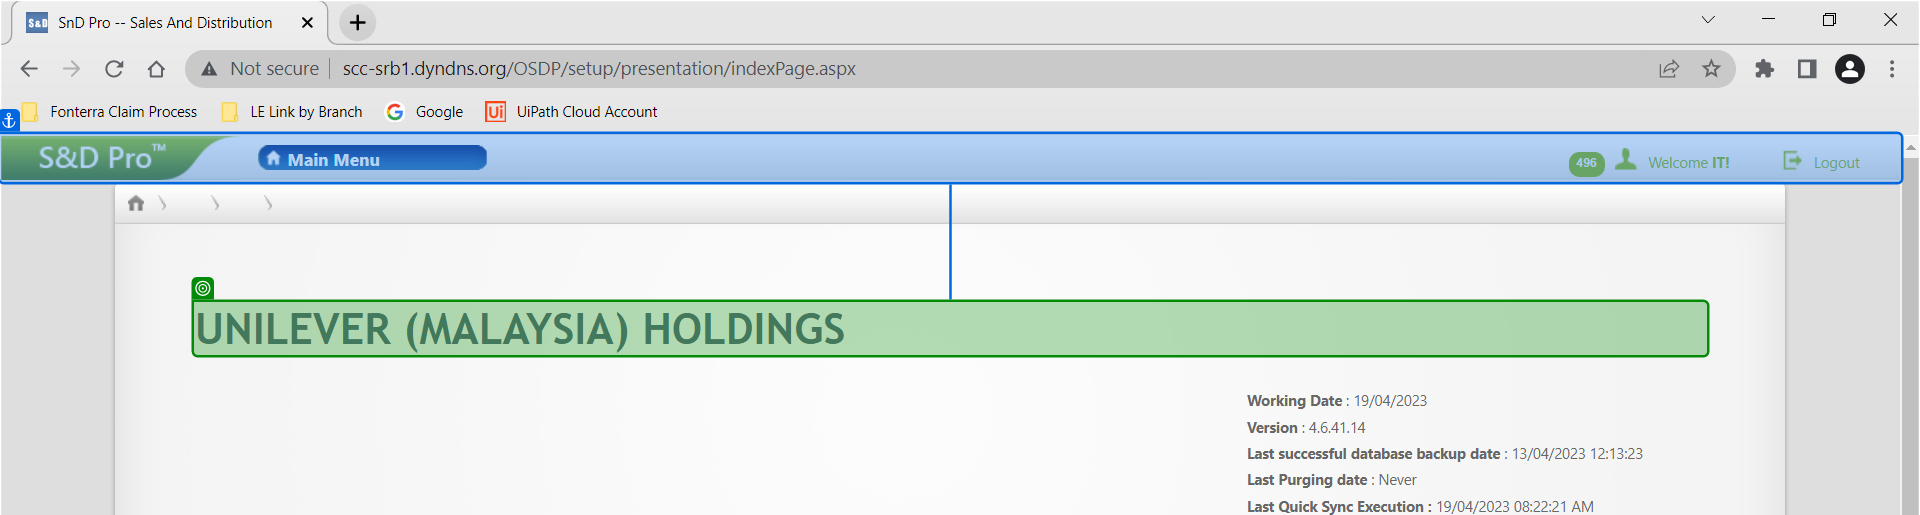 S&D SnD Pro -- Sales And Distribution
Not secure scc-srb1.dyndns.org/OSDP/setup/presentation/indexPage.aspx
Fonterra Claim Process LE Link by Branch Google Ui UiPath Cloud Account
S&D Pro™ Main Menu 496 Welcome IT! Logout
UNILEVER (MALAYSIA) HOLDINGS
Working Date : 19/04/2023
Version : 4.6.41.14
Last successful database backup date : 13/04/2023 12:13:23
Last Purging date : Never
Last Quick Sync Execution : 19/04/2023 08:22:21 AM